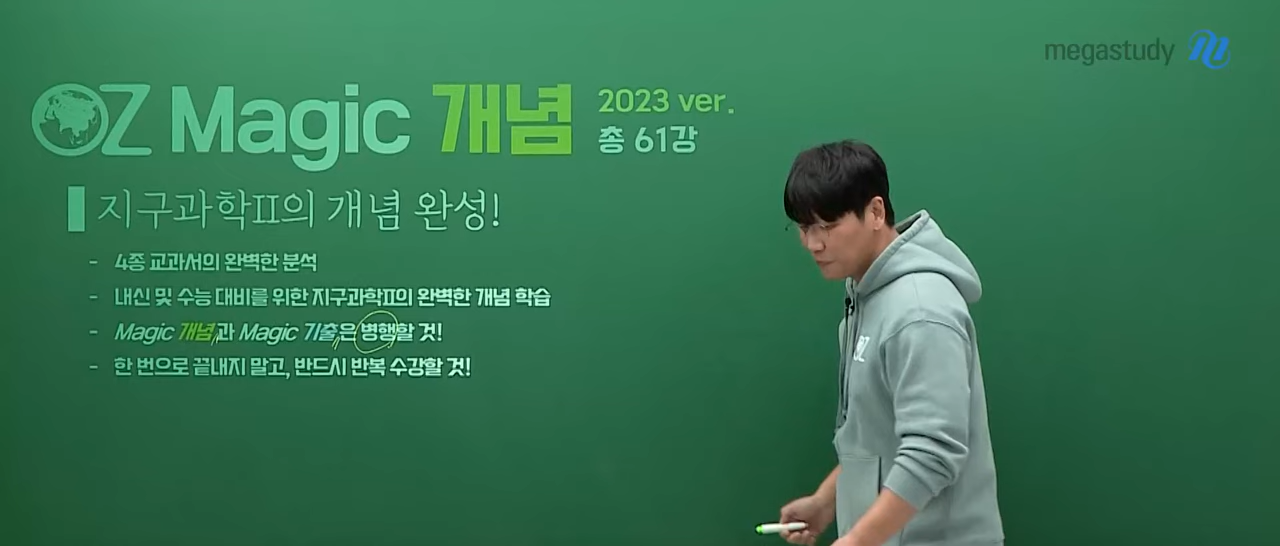 megastudy
OZ Magic 개념 2023 ver.
총 61강
지구과학II의 개념 완성!
- 4종 교과서의 완벽한 분석
- 내신 및 수능 대비를 위한 지구과학II의 완벽한 개념 학습
- Magic 개념과 Magic 기출은 병행할 것!
- 한 번으로 끝내지 말고, 반드시 반복 수강할 것!
OZ